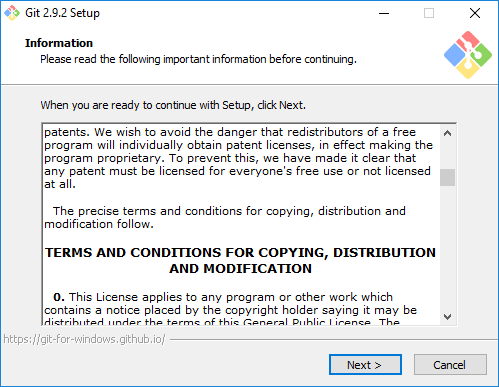 Git 2.9.2 Setup
Information
Please read the following important information before continuing.
When you are ready to continue with Setup, click Next.
patents. We wish to avoid the danger that redistributors of a free
program will individually obtain patent licenses, in effect making the
program proprietary. To prevent this, we have made it clear that
any patent must be licensed for everyone's free use or not licensed
at all.
The precise terms and conditions for copying, distribution and
modification follow.
TERMS AND CONDITIONS FOR COPYING, DISTRIBUTION
AND MODIFICATION
0. This License applies to any program or other work which
contains a notice placed by the copyright holder saying it may be
distributed under the terms of this General Public License. The
https://git-for-windows.github.io/
Next >
Cancel